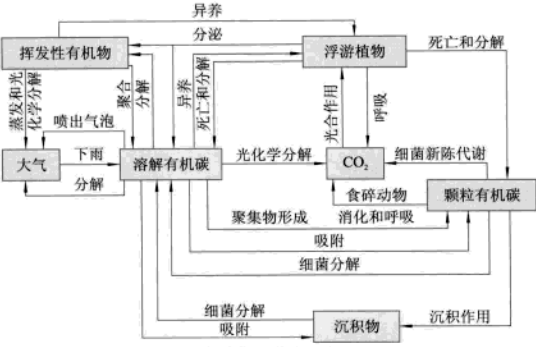 异养
分泌
挥发性有机物
浮游植物
死亡和分解
蒸发和光
化学分解
聚合
分解
异养
死亡和分解
光合作用
呼吸
喷出气泡
大气
下雨
溶解有机碳
光化学分解
CO₂
细菌新陈代谢
分解
食碎动物
颗粒有机碳
聚集物形成
消化和呼吸
吸附
细菌分解
细菌分解
沉积作用
吸附
沉积物